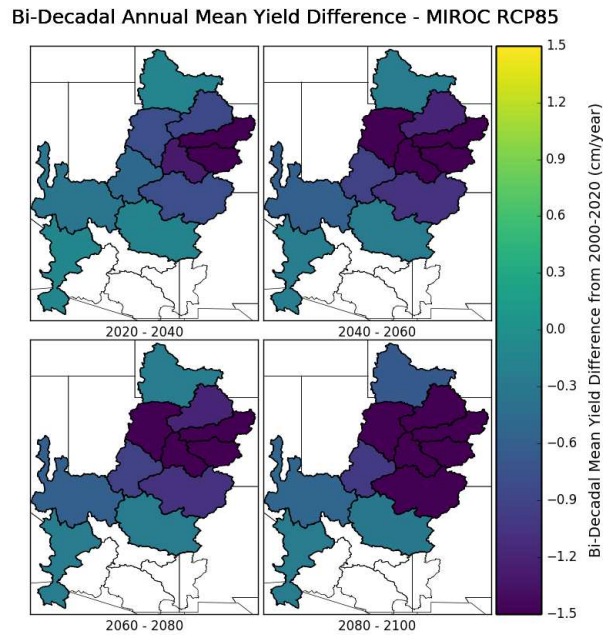 Bi-Decadal Annual Mean Yield Difference - MIROC RCP85
2020 - 2040
2040 - 2060
2060 - 2080
2080 - 2100
1.5
1.2
0.9
0.6
0.3
0.0
−0.3
−0.6
−0.9
−1.2
−1.5
Bi-Decadal Mean Yield Difference from 2000-2020 (cm/year)